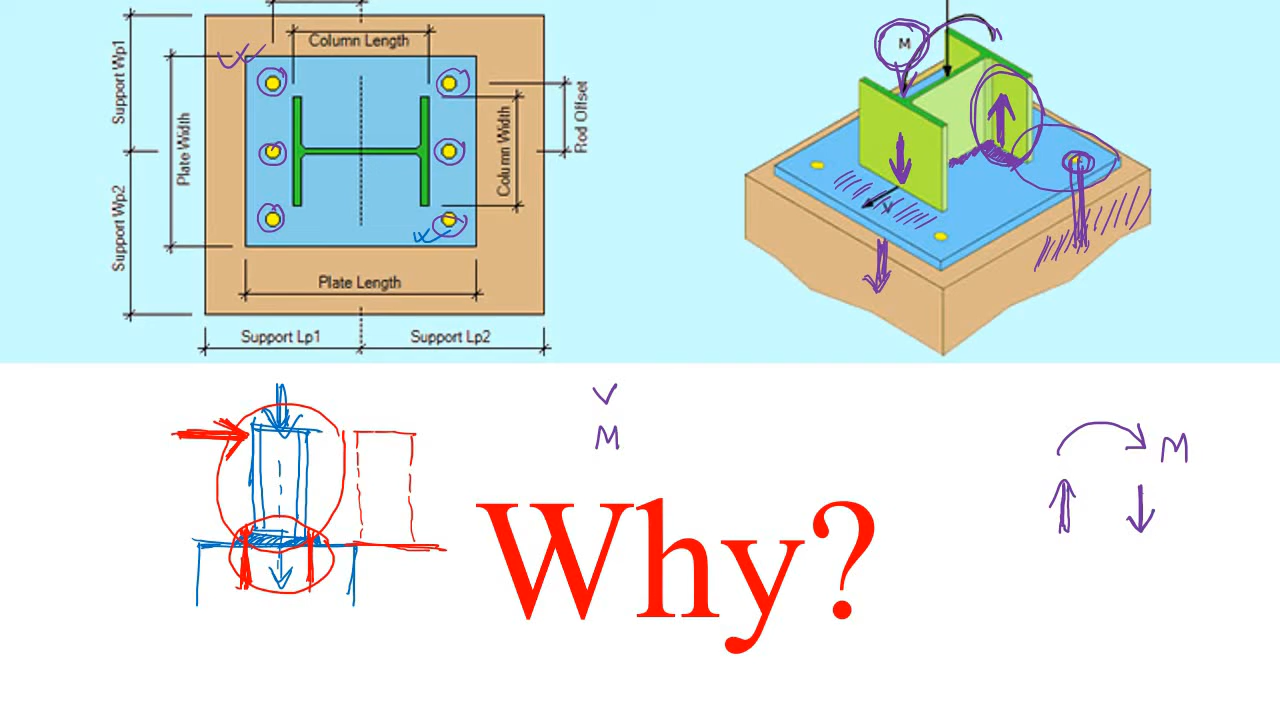 Column Length
Support Wp1
Plate Width
Column Width
Rod Offset
Support Wp2
Plate Length
Support Lp1
Support Lp2
M
V
V
M
M
Why?